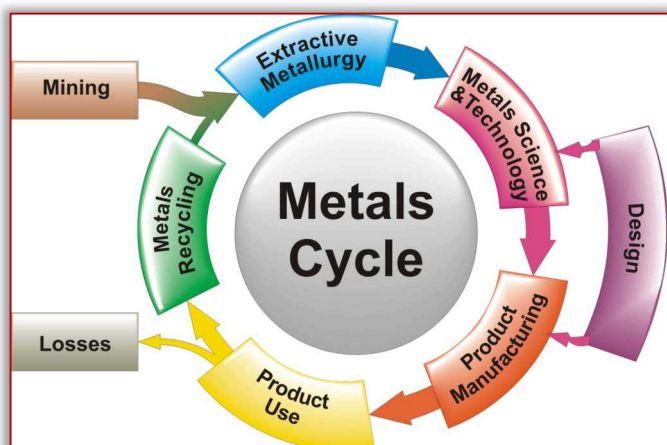 Metals
Cycle
Mining
Extractive
Metallurgy
Metals Science
&Technology
Design
Product
Manufacturing
Product
Use
Losses
Metals
Recycling